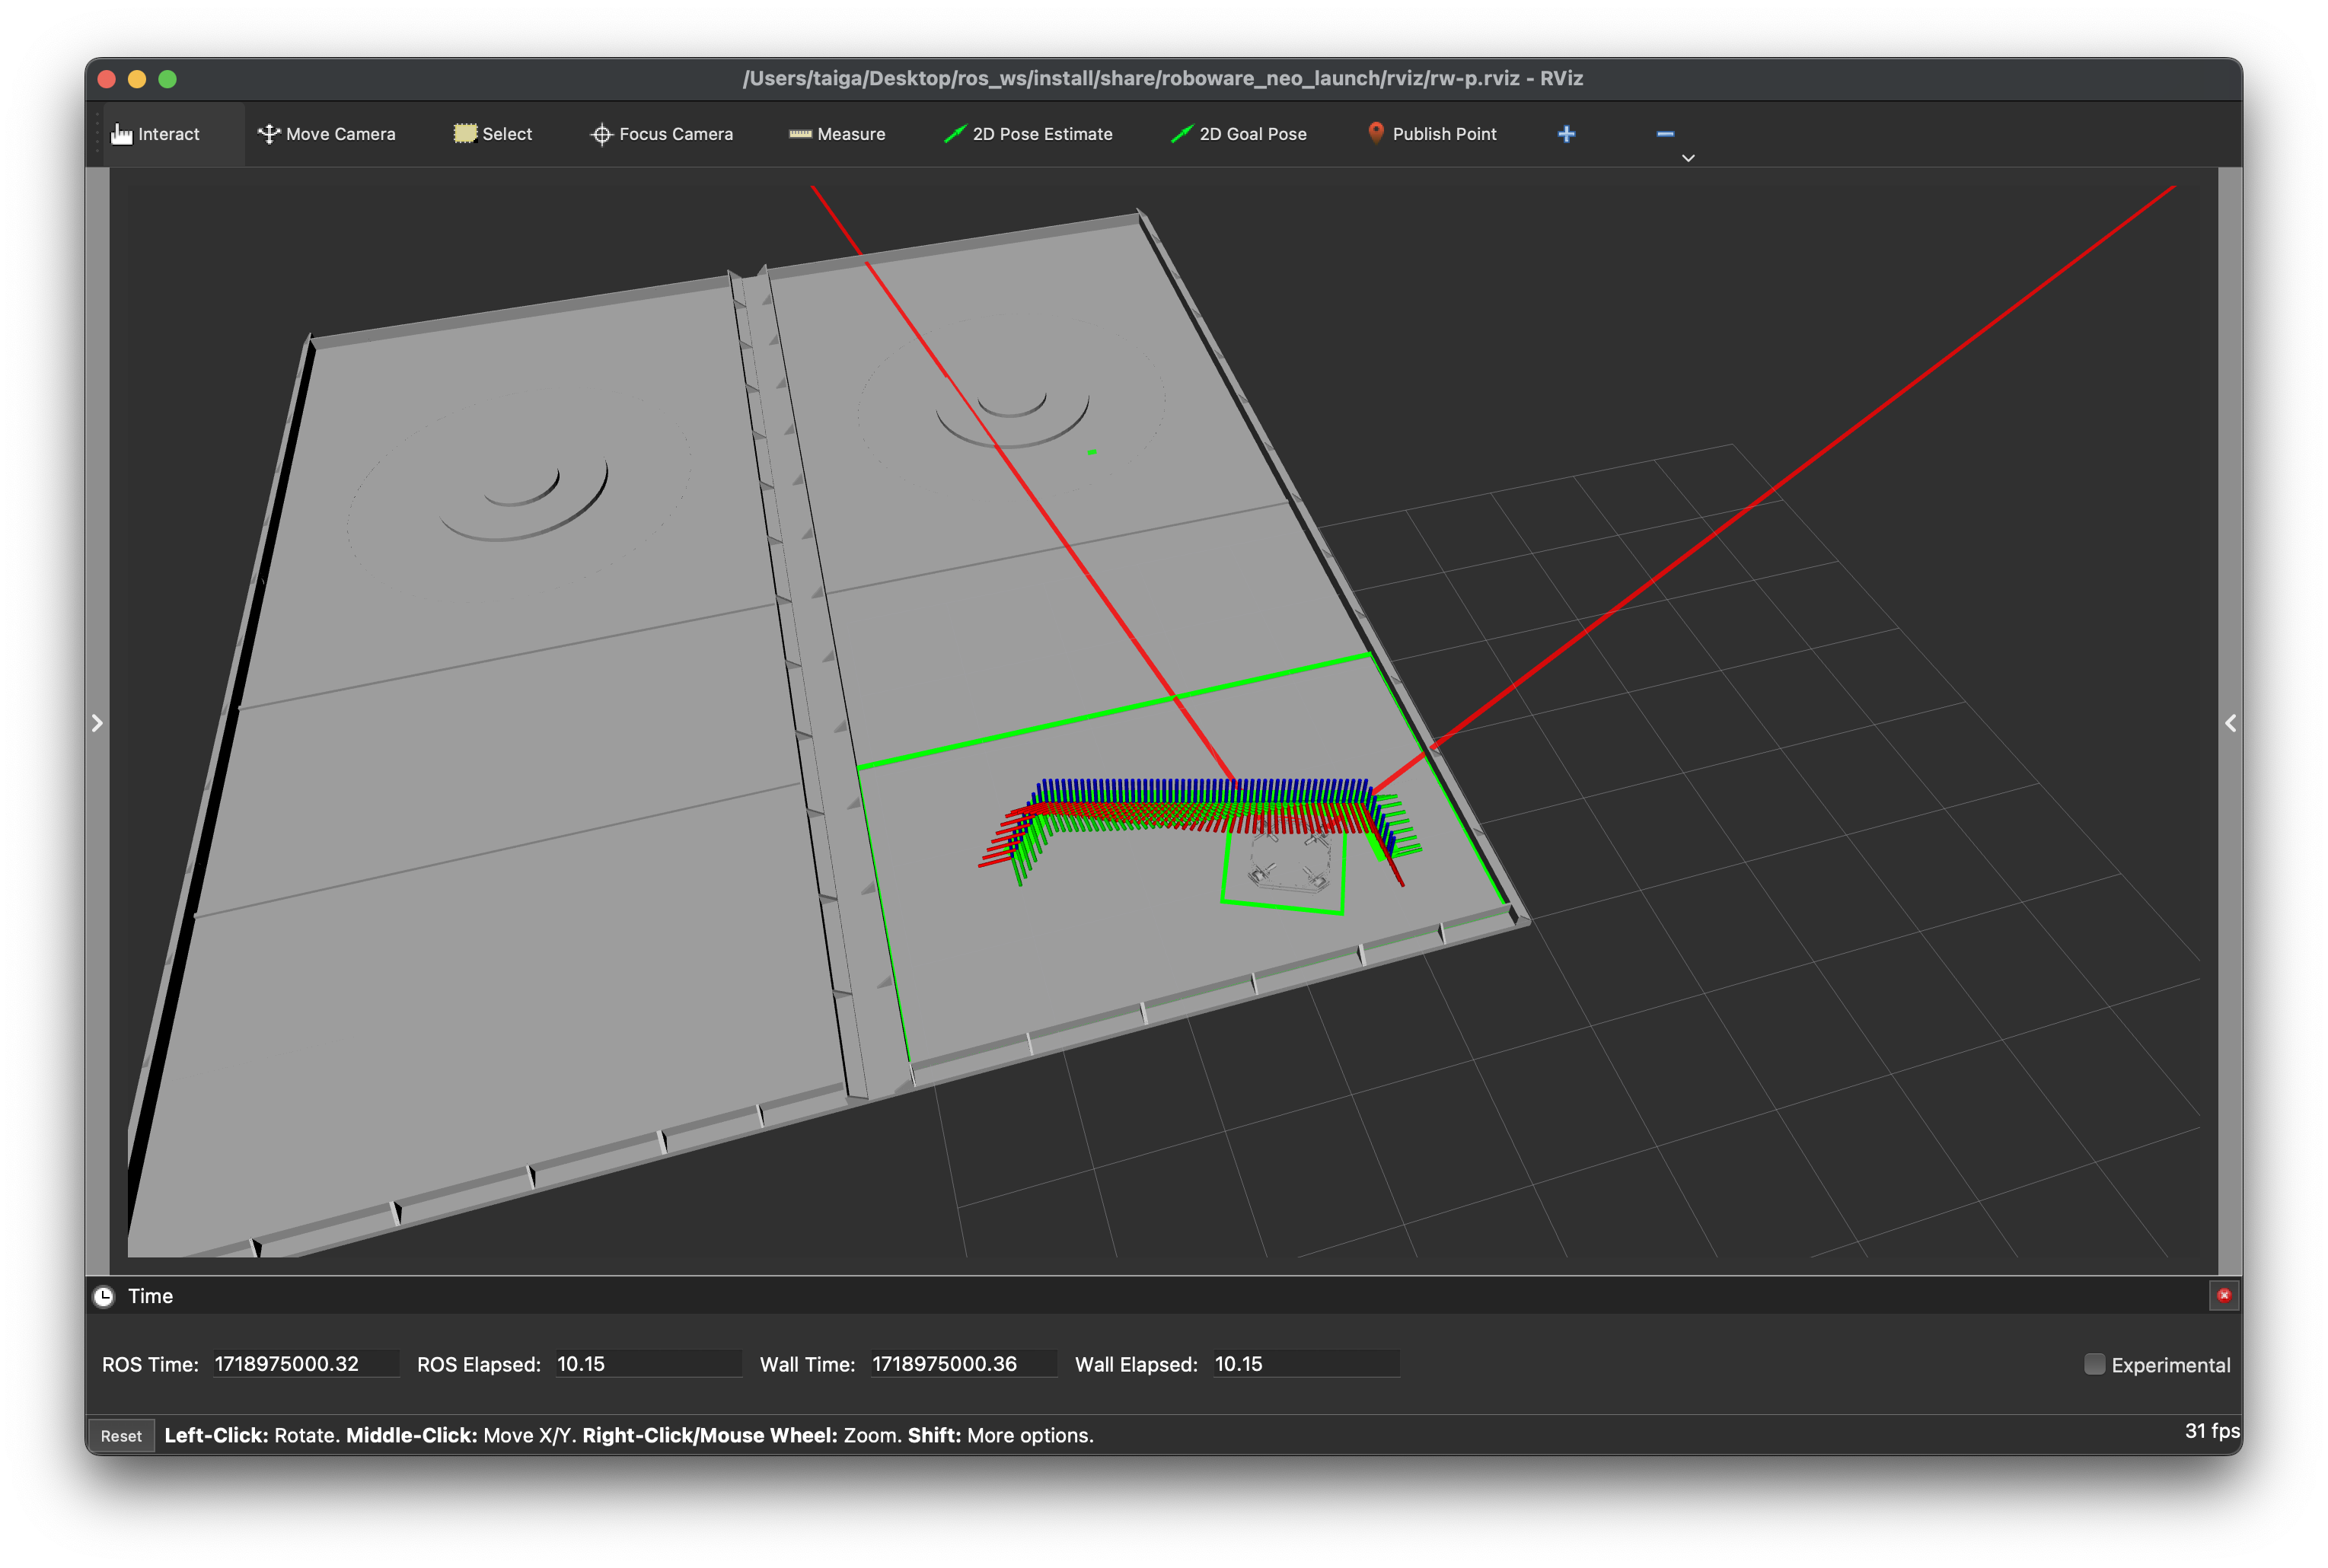 /Users/taiga/Desktop/ros_ws/install/share/roboware_neo_launch/rviz/rw-p.rviz - RViz
Interact Move Camera Select Focus Camera Measure 2D Pose Estimate 2D Goal Pose Publish Point
Time
ROS Time: 1718975000.32 ROS Elapsed: 10.15 Wall Time: 1718975000.36 Wall Elapsed: 10.15 Experimental
Reset Left-Click: Rotate. Middle-Click: Move X/Y. Right-Click/Mouse Wheel: Zoom. Shift: More options. 31 fps